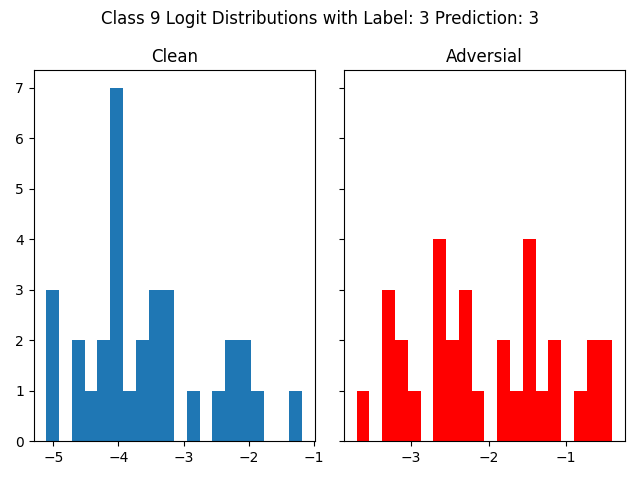 Class 9 Logit Distributions with Label: 3 Prediction: 3
Clean
Adversial
7
6
5
4
3
2
1
0
−5 −4 −3 −2 −1
−3 −2 −1